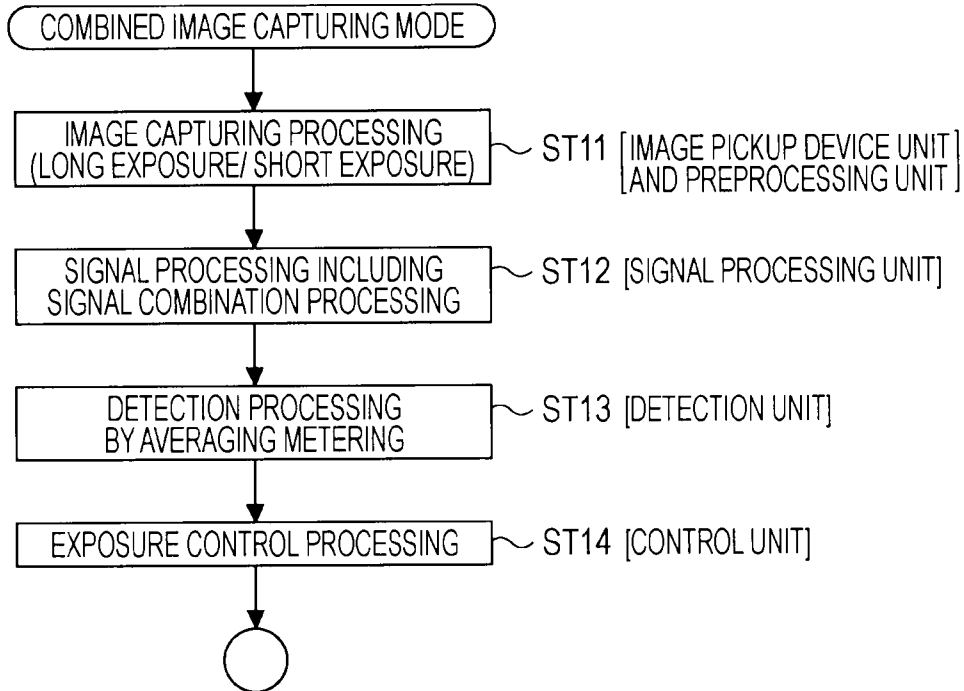 COMBINED IMAGE CAPTURING MODE
IMAGE CAPTURING PROCESSING
(LONG EXPOSURE/ SHORT EXPOSURE)
ST11 [IMAGE PICKUP DEVICE UNIT
AND PREPROCESSING UNIT]
SIGNAL PROCESSING INCLUDING
SIGNAL COMBINATION PROCESSING
ST12 [SIGNAL PROCESSING UNIT]
DETECTION PROCESSING
BY AVERAGING METERING
ST13 [DETECTION UNIT]
EXPOSURE CONTROL PROCESSING
ST14 [CONTROL UNIT]